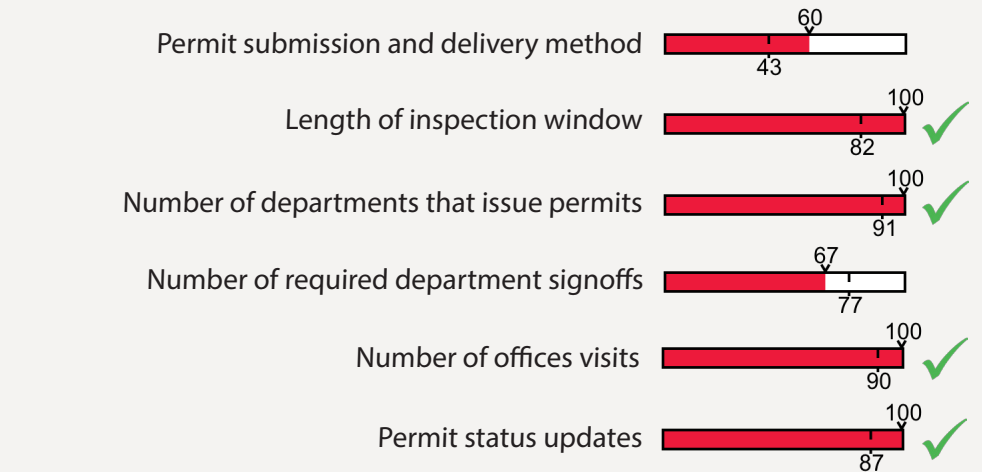 60
Permit submission and delivery method
43
100
Length of inspection window
82
100
Number of departments that issue permits
91
67
Number of required department signoffs
77
100
Number of offices visits
90
100
Permit status updates
87